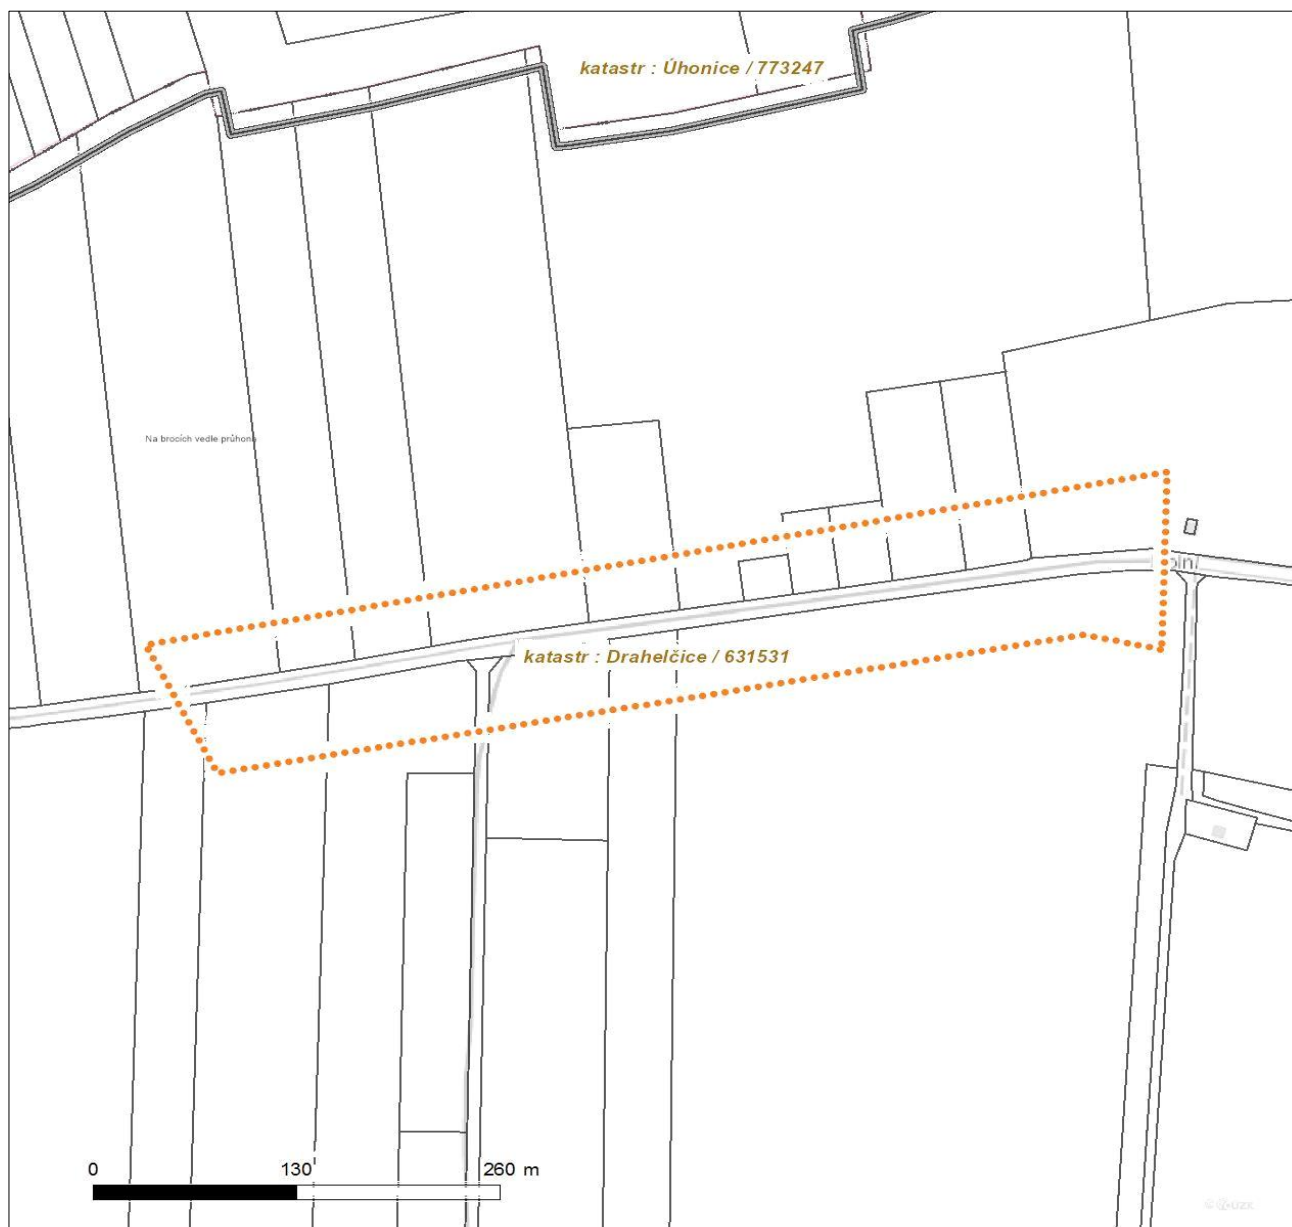 katastr : Úhonice / 773247
Na brocích vedle průhonu
katastr : Drahelčice / 631531
0 130 260 m